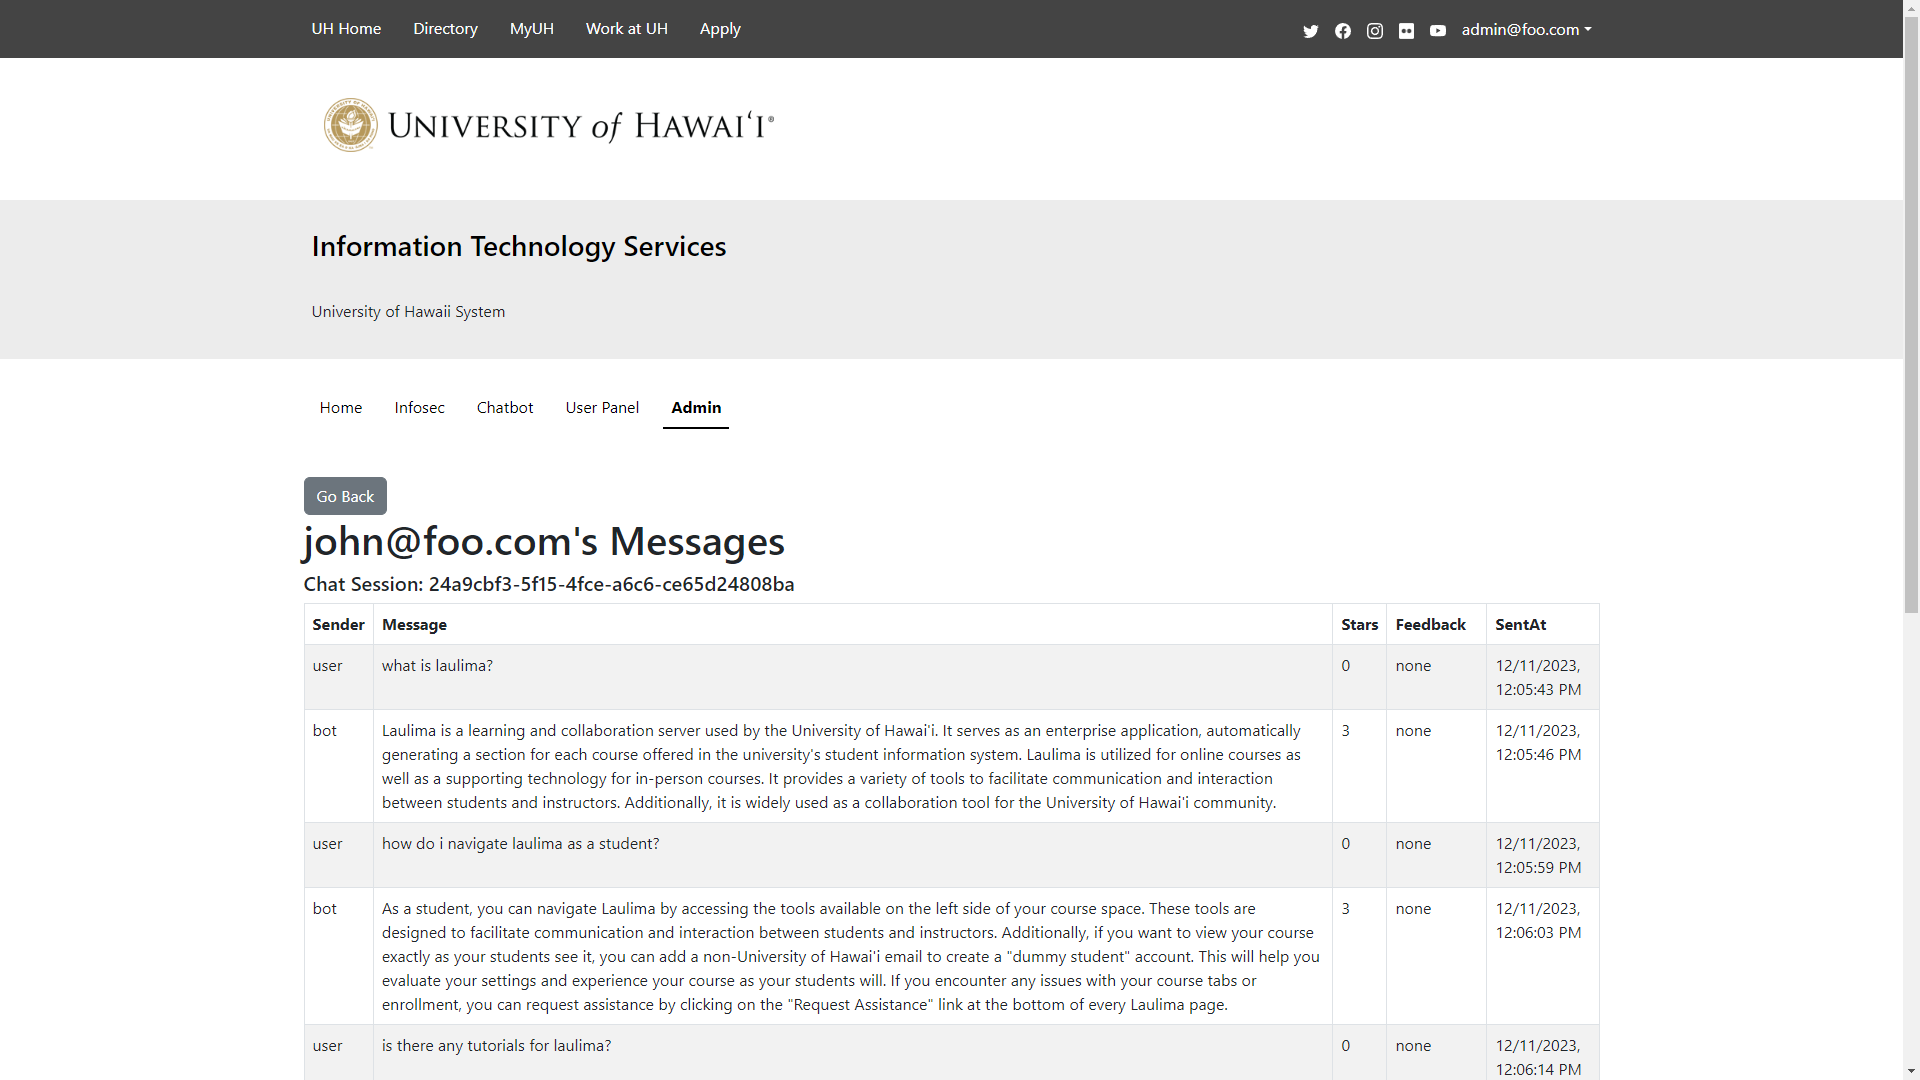 UH Home Directory MyUH Work at UH Apply admin@foo.com
UNIVERSITY of HAWAIʻI®
Information Technology Services
University of Hawaii System
Home Infosec Chatbot User Panel Admin
Go Back
john@foo.com's Messages
Chat Session: 24a9cbf3-5f15-4fce-a6c6-ce65d24808ba
Sender Message Stars Feedback SentAt
user what is laulima? 0 none 12/11/2023,
12:05:43 PM
bot Laulima is a learning and collaboration server used by the University of Hawai'i. It serves as an enterprise application, automatically 3 none 12/11/2023,
generating a section for each course offered in the university's student information system. Laulima is utilized for online courses as 12:05:46 PM
well as a supporting technology for in-person courses. It provides a variety of tools to facilitate communication and interaction
between students and instructors. Additionally, it is widely used as a collaboration tool for the University of Hawai'i community.
user how do i navigate laulima as a student? 0 none 12/11/2023,
12:05:59 PM
bot As a student, you can navigate Laulima by accessing the tools available on the left side of your course space. These tools are 3 none 12/11/2023,
designed to facilitate communication and interaction between students and instructors. Additionally, if you want to view your course 12:06:03 PM
exactly as your students see it, you can add a non-University of Hawai'i email to create a "dummy student" account. This will help you
evaluate your settings and experience your course as your students will. If you encounter any issues with your course tabs or
enrollment, you can request assistance by clicking on the "Request Assistance" link at the bottom of every Laulima page.
user is there any tutorials for laulima? 0 none 12/11/2023,
12:06:14 PM